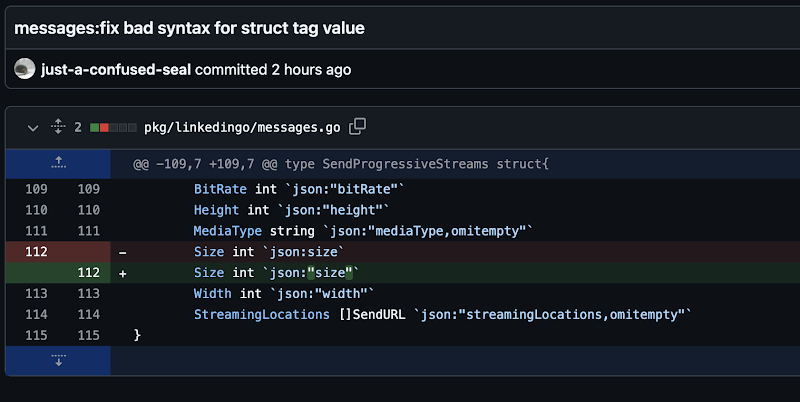 messages:fix bad syntax for struct tag value
just-a-confused-seal committed 2 hours ago
2 pkg/linkedingo/messages.go
@@ -109,7 +109,7 @@ type SendProgressiveStreams struct{
109 109 BitRate int `json:"bitRate"`
110 110 Height int `json:"height"`
111 111 MediaType string `json:"mediaType,omitempty"`
112 - Size int `json:size`
112 + Size int `json:"size"`
113 113 Width int `json:"width"`
114 114 StreamingLocations []SendURL `json:"streamingLocations,omitempty"`
115 115 }